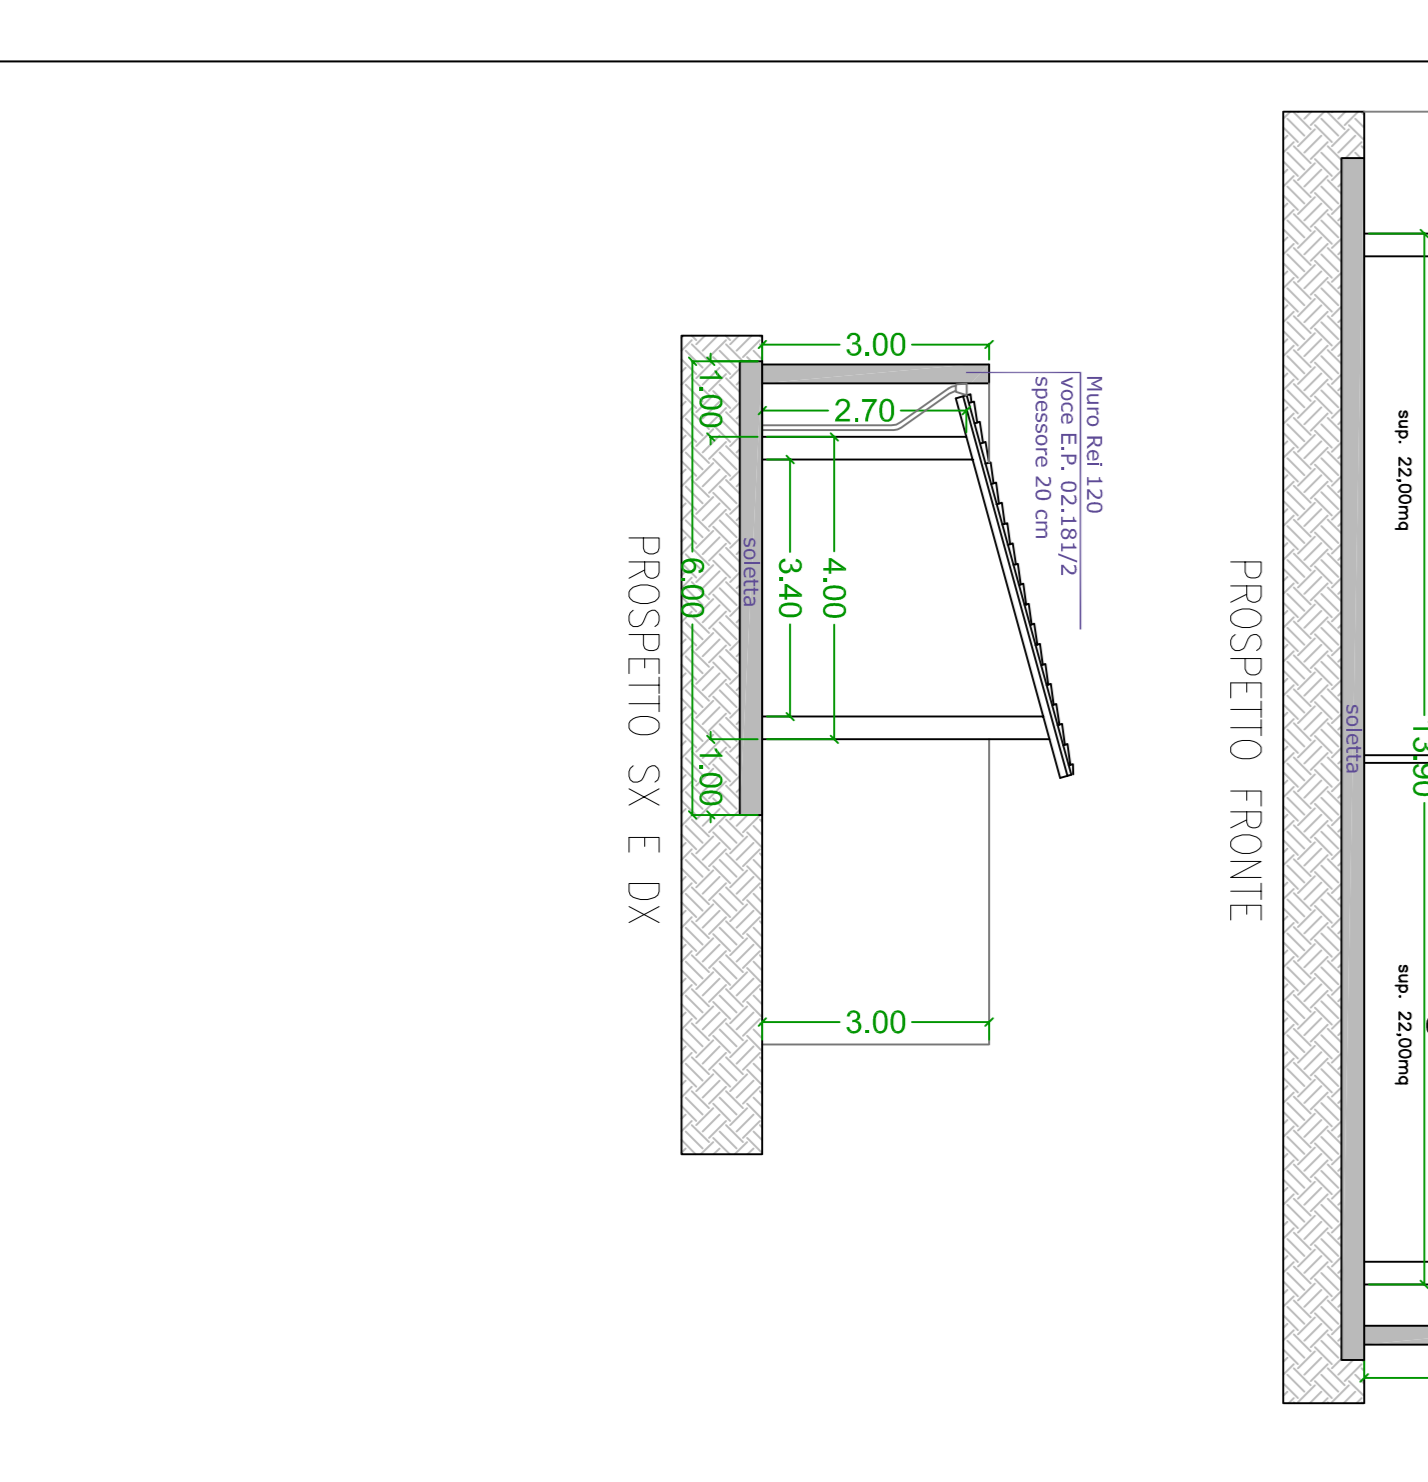 Muro Rei 120
voce E.P. 02.181/2
spessore 20 cm
3.00
2.70
1.00
4.00
3.40
6.00
soletta
1.00
3.00
PROSPETTO SX E DX
sup. 22,00mq
13.90
soletta
sup. 22,00mq
PROSPETTO FRONTE